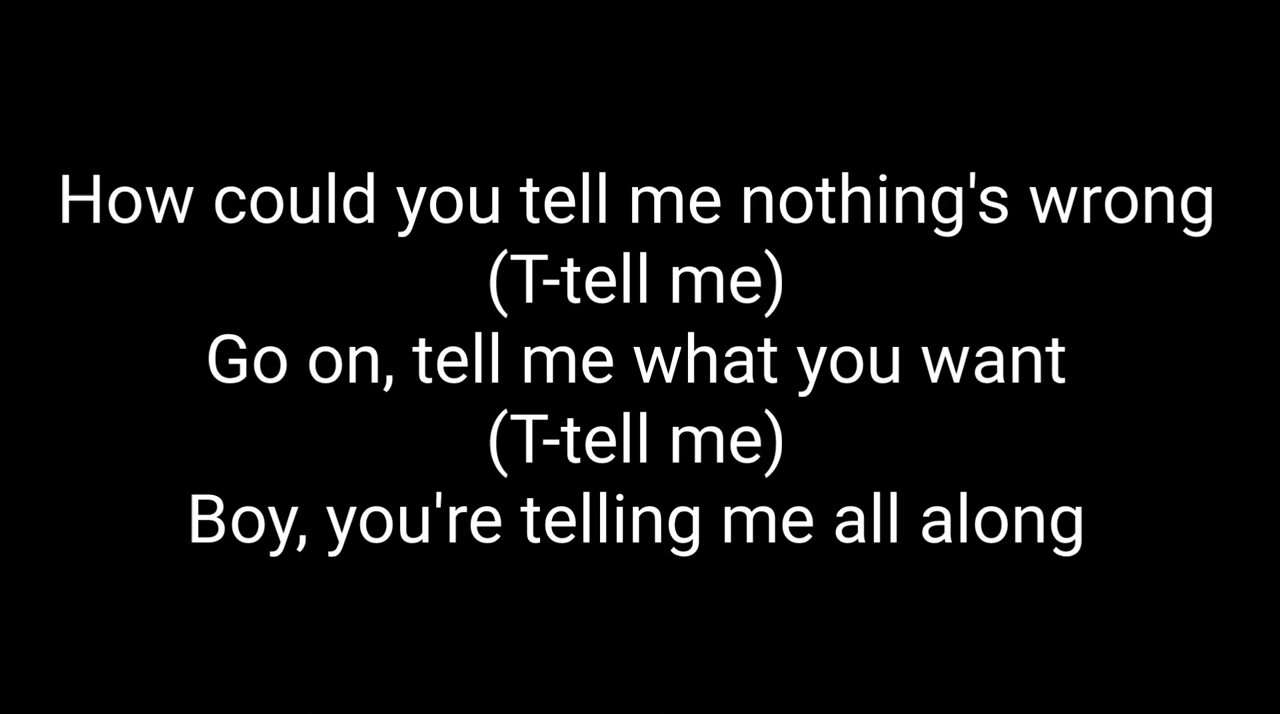 How could you tell me nothing's wrong
(T-tell me)
Go on, tell me what you want
(T-tell me)
Boy, you're telling me all along